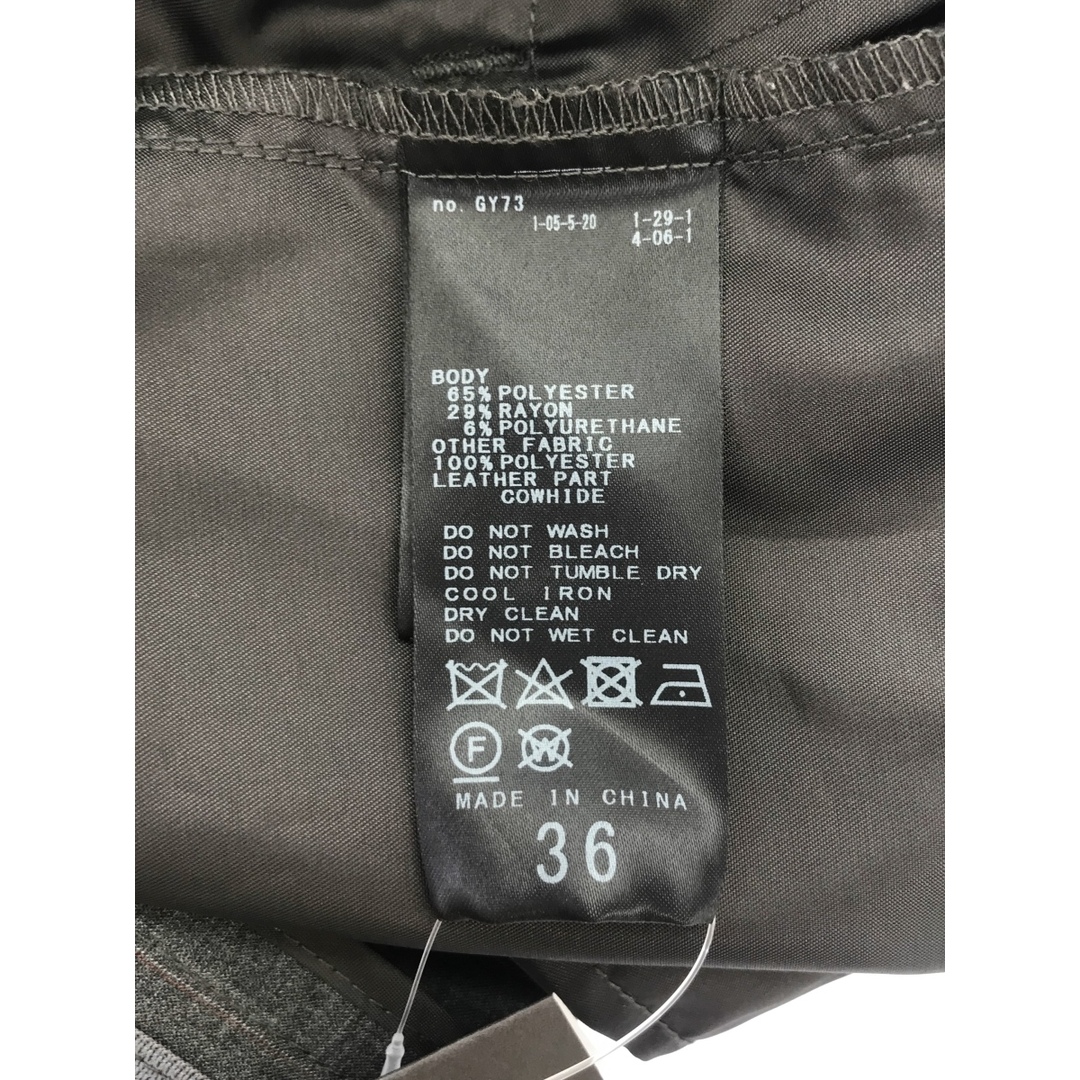 no. GY73
1-05-5-20 1-29-1
4-06-1
BODY
65% POLYESTER
29% RAYON
6% POLYURETHANE
OTHER FABRIC
100% POLYESTER
LEATHER PART
COWHIDE
DO NOT WASH
DO NOT BLEACH
DO NOT TUMBLE DRY
COOL IRON
DRY CLEAN
DO NOT WET CLEAN
F W
MADE IN CHINA
36